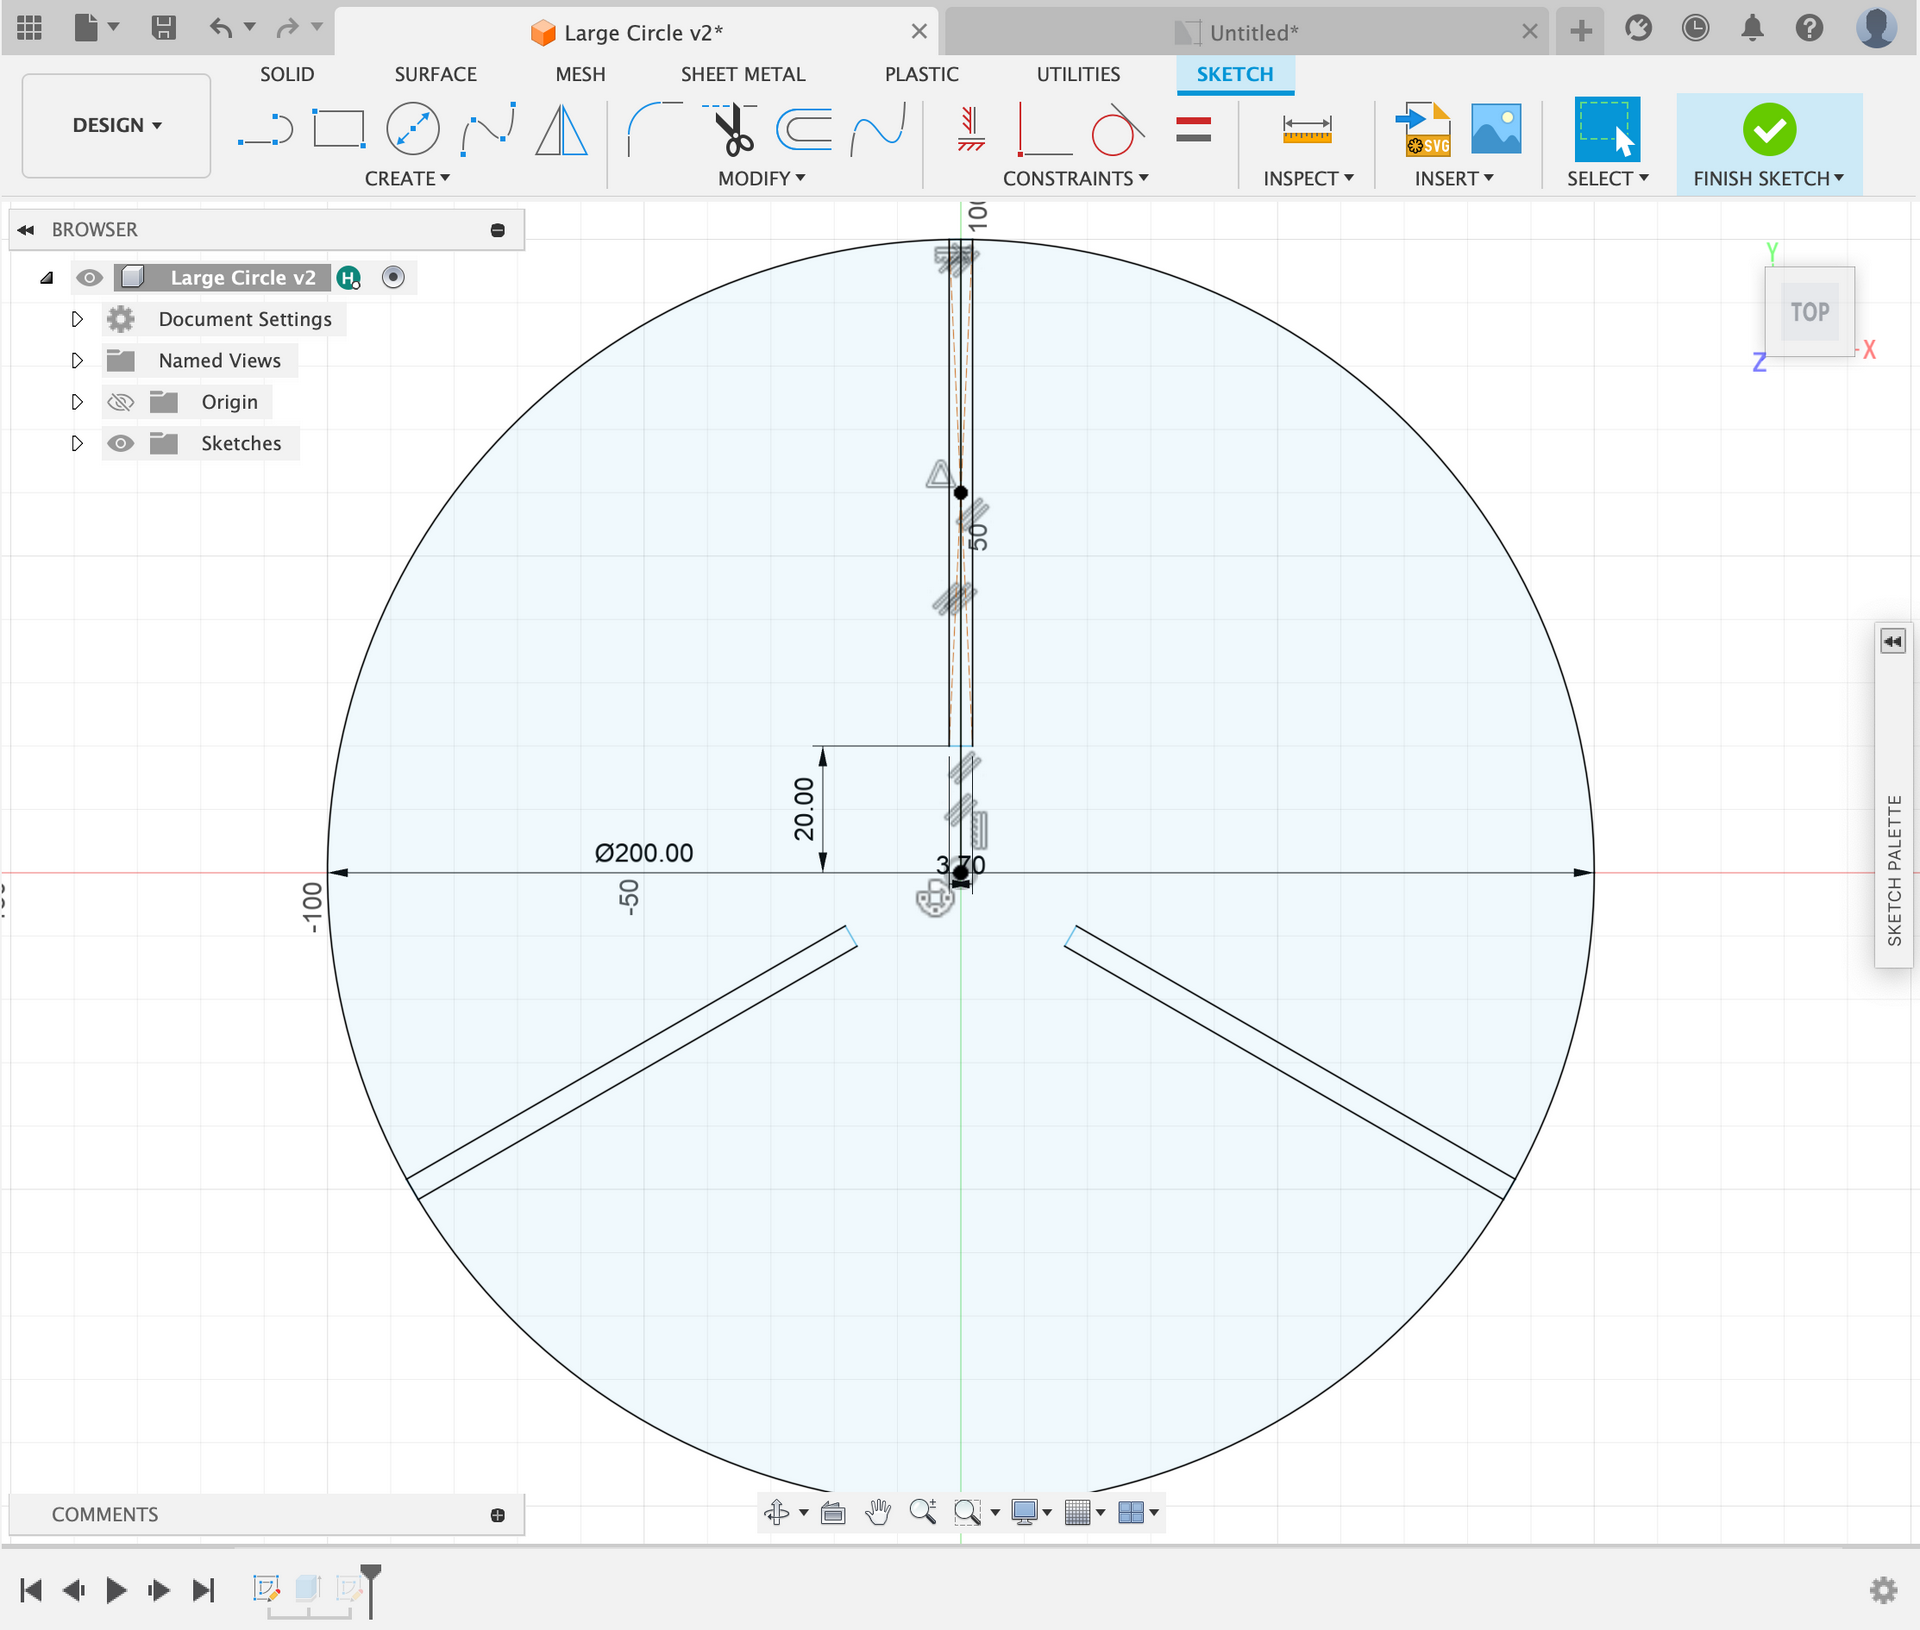 Large Circle v2*
Untitled*
SOLID SURFACE MESH SHEET METAL PLASTIC UTILITIES SKETCH
DESIGN
SVG
CREATE MODIFY CONSTRAINTS INSPECT INSERT SELECT FINISH SKETCH
BROWSER
Large Circle v2 H
Document Settings
Named Views
Origin
Sketches
Y
TOP
X
Z
50
20.00
Ø200.00
3.70
-100
-50
SKETCH PALETTE
COMMENTS